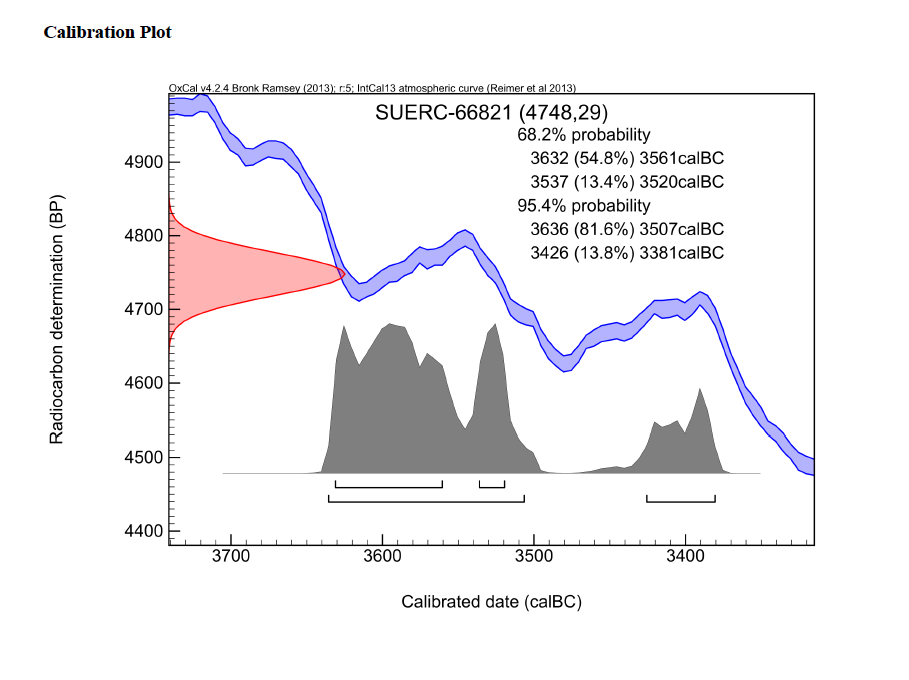 Calibration Plot
OxCal v4.2.4 Bronk Ramsey (2013); r:5; IntCal13 atmospheric curve (Reimer et al 2013)
SUERC-66821 (4748,29)
68.2% probability
3632 (54.8%) 3561calBC
3537 (13.4%) 3520calBC
95.4% probability
3636 (81.6%) 3507calBC
3426 (13.8%) 3381calBC
Radiocarbon determination (BP)
4900
4800
4700
4600
4500
4400
3700 3600 3500 3400
Calibrated date (calBC)